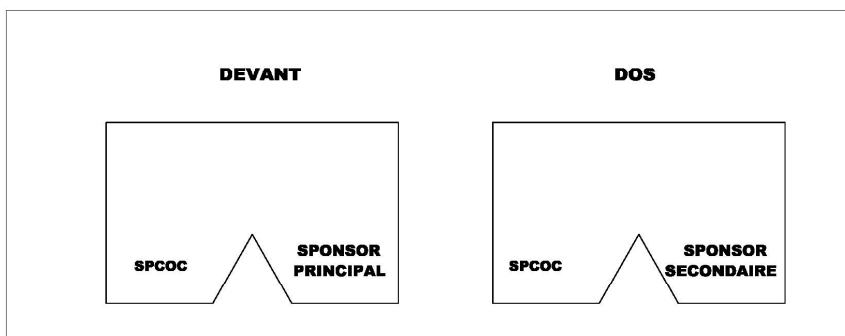 DEVANT
DOS
SPCOC
SPONSOR
PRINCIPAL
SPCOC
SPONSOR
SECONDAIRE